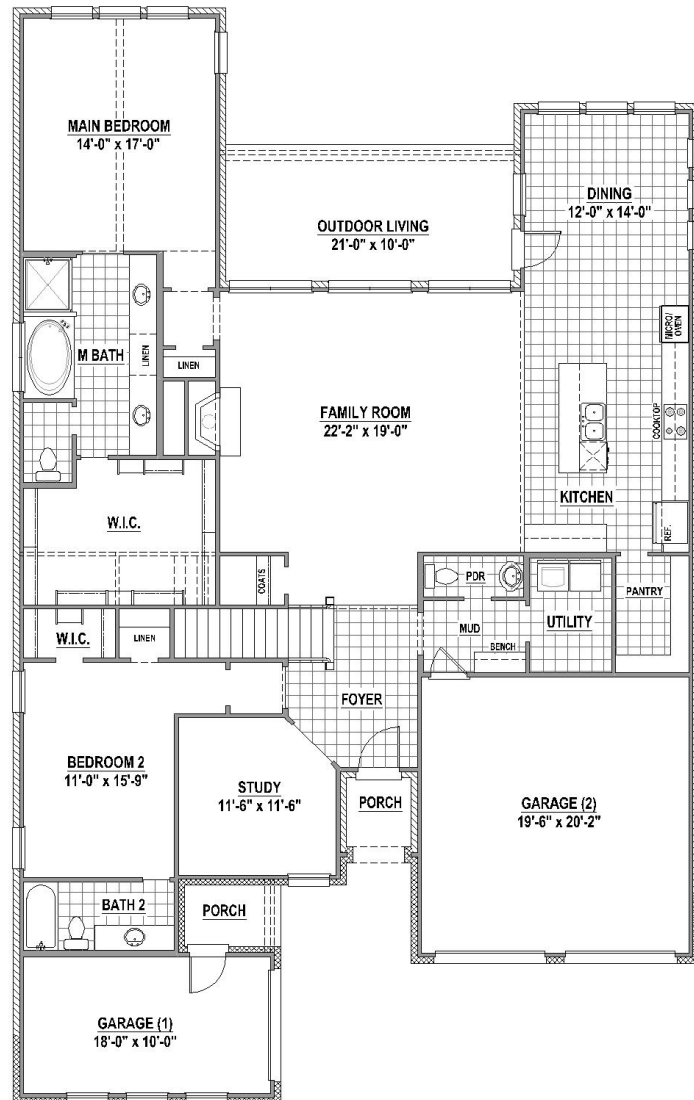 MAIN BEDROOM
14'-0" x 17'-0"
DINING
12'-0" x 14'-0"
OUTDOOR LIVING
21'-0" x 10'-0"
MICRO/
OVEN
M BATH
LINEN
LINEN
FAMILY ROOM
22'-2" x 19'-0"
COOKTOP
KITCHEN
REF.
W.I.C.
COATS
PDR
PANTRY
W.I.C.
LINEN
MUD
UTILITY
BENCH
FOYER
BEDROOM 2
11'-0" x 15'-9"
STUDY
11'-6" x 11'-6"
PORCH
GARAGE (2)
19'-6" x 20'-2"
BATH 2
PORCH
GARAGE (1)
18'-0" x 10'-0"